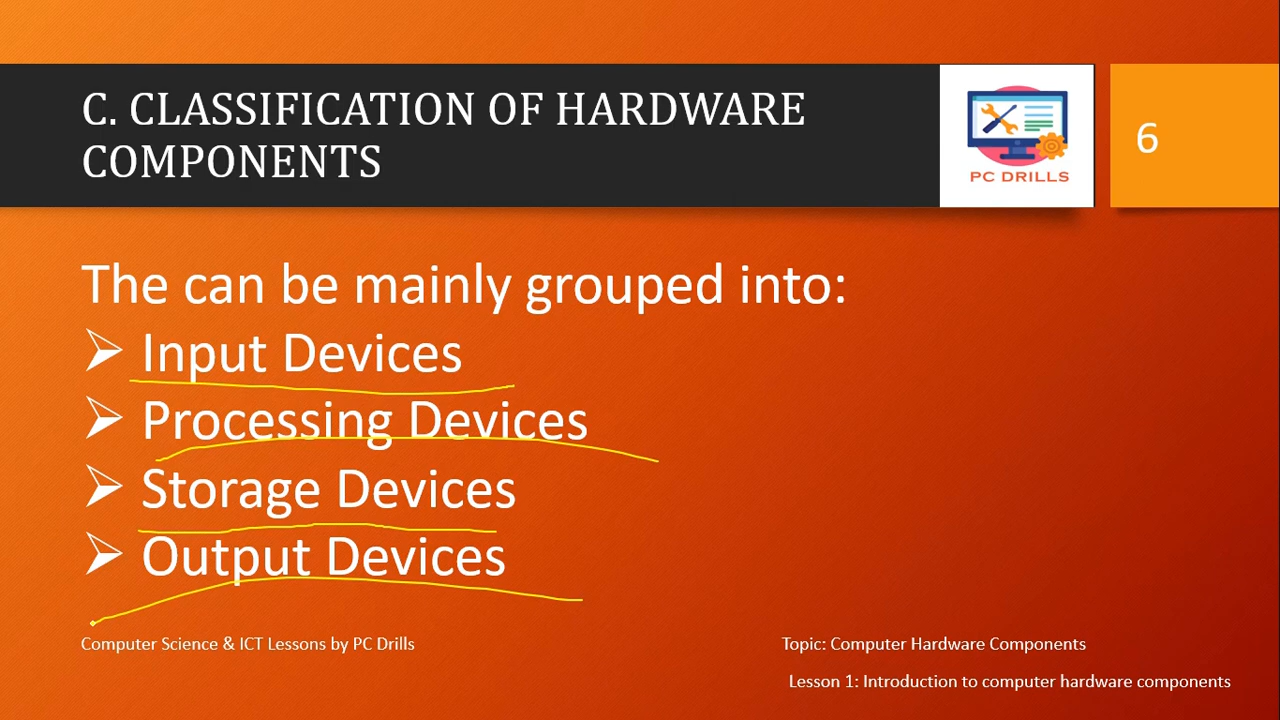 C. CLASSIFICATION OF HARDWARE
COMPONENTS
PC DRILLS
6
The can be mainly grouped into:
Input Devices
Processing Devices
Storage Devices
Output Devices
Computer Science & ICT Lessons by PC Drills
Topic: Computer Hardware Components
Lesson 1: Introduction to computer hardware components